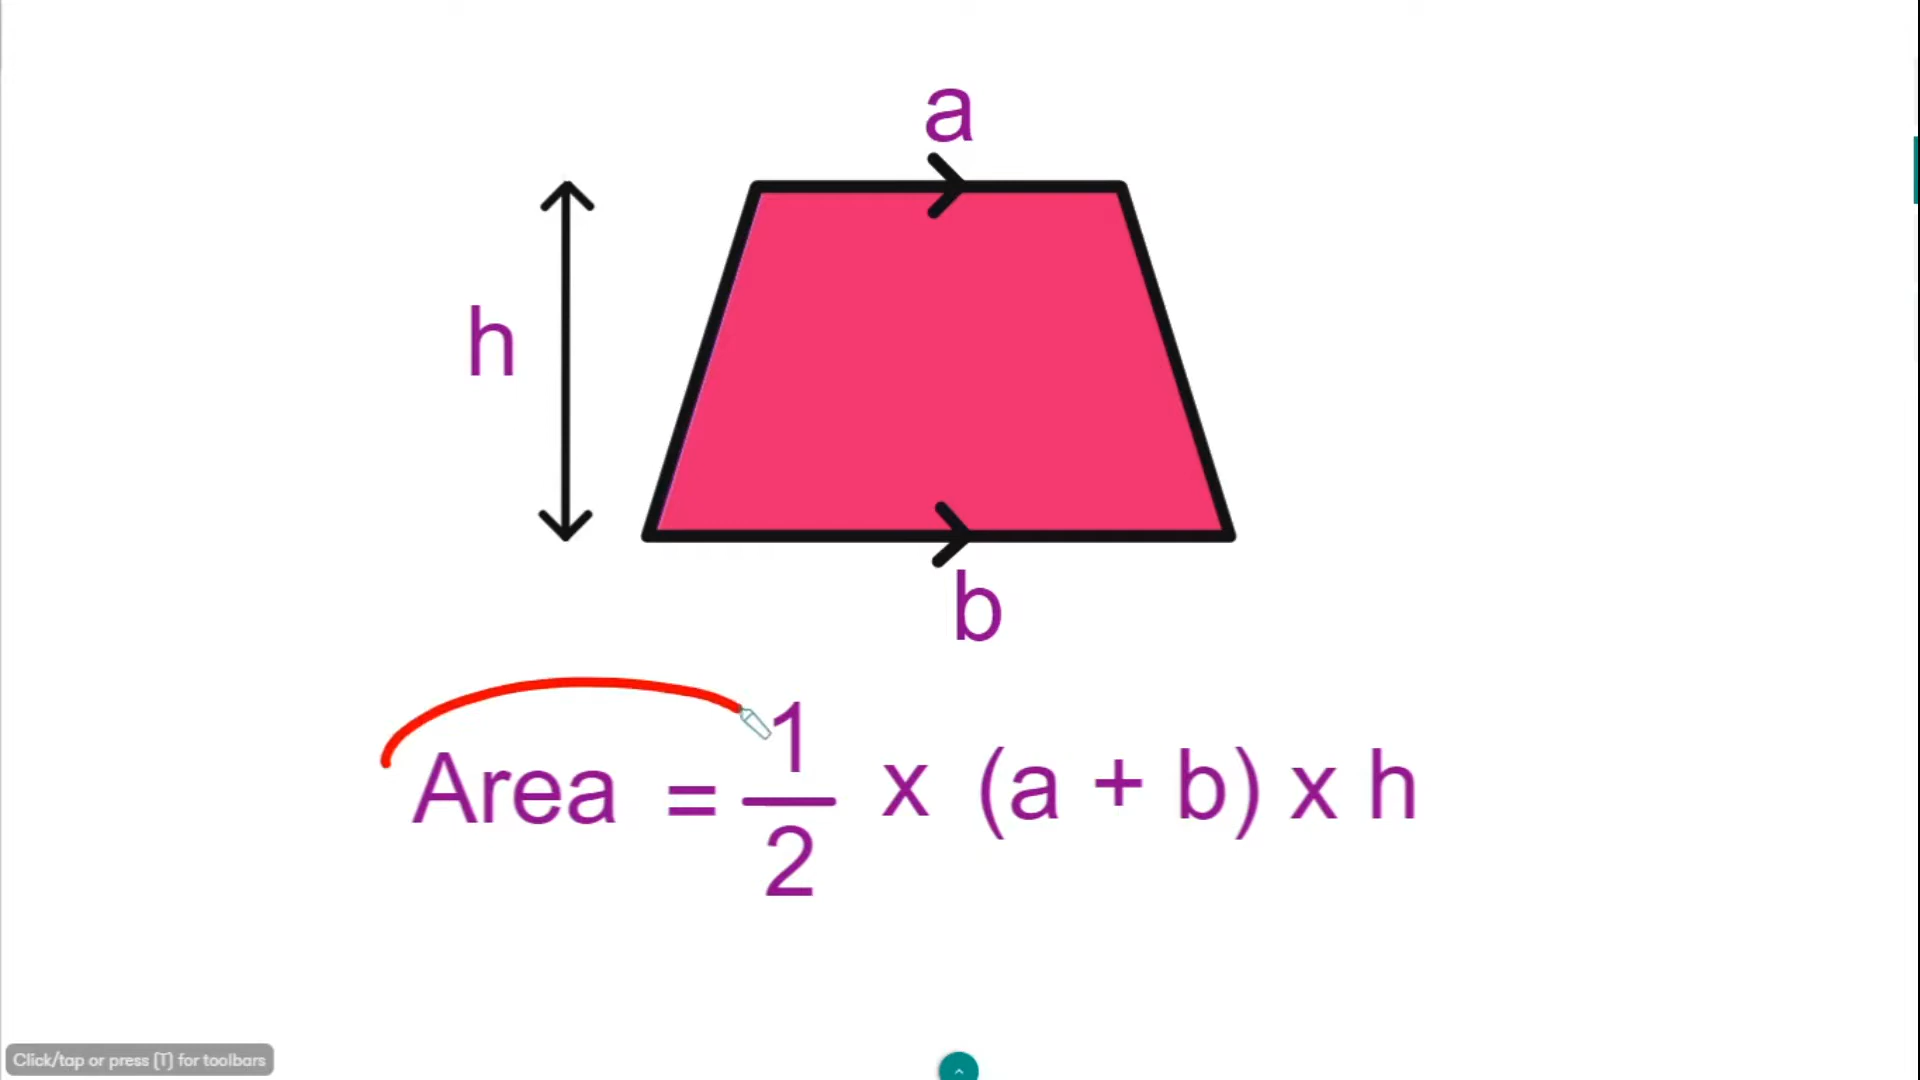 a
h
b
Area = 1/2 x (a + b) x h
Click/tap or press (T) for toolbars